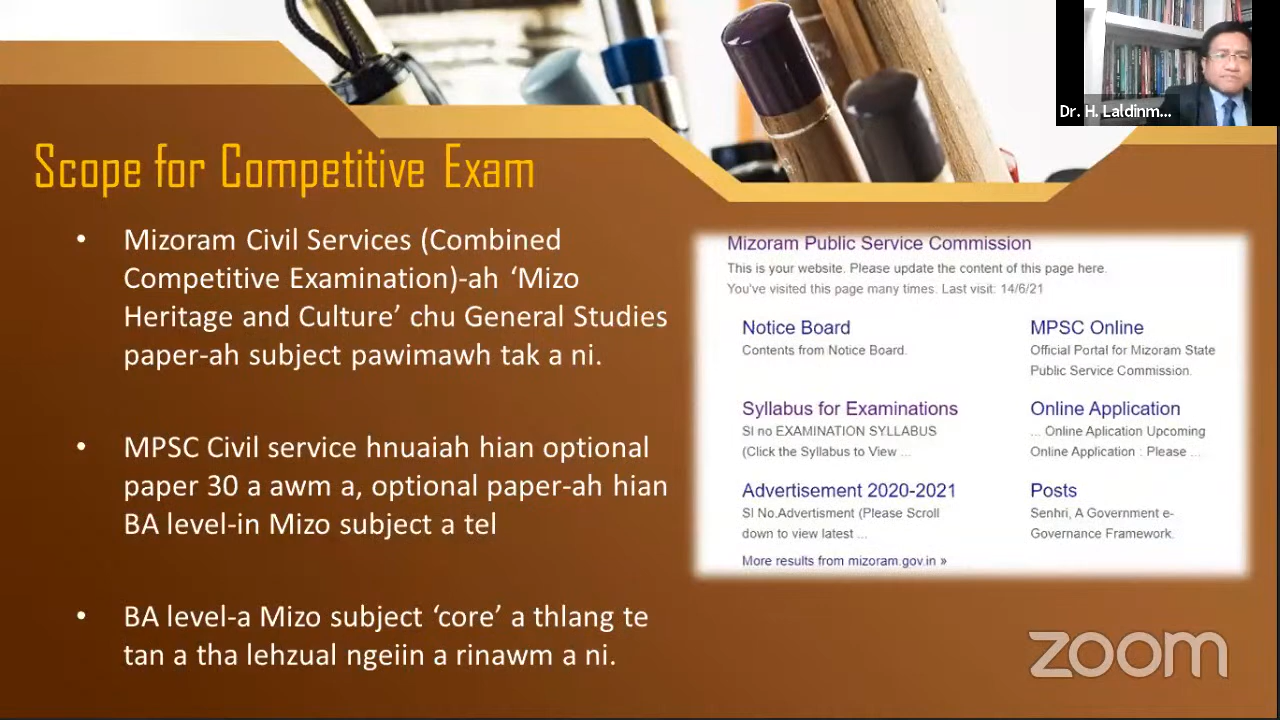 Dr. H. Laldinm...
Scope for Competitive Exam
• Mizoram Civil Services (Combined
Competitive Examination)-ah ‘Mizo
Heritage and Culture’ chu General Studies
paper-ah subject pawimawh tak a ni.
• MPSC Civil service hnuaiah hian optional
paper 30 a awm a, optional paper-ah hian
BA level-in Mizo subject a tel
• BA level-a Mizo subject ‘core’ a thlang te
tan a tha lehzual ngeiin a rinawm a ni.
Mizoram Public Service Commission
This is your website. Please update the content of this page here.
You've visited this page many times. Last visit: 14/6/21
Notice Board
Contents from Notice Board.
MPSC Online
Official Portal for Mizoram State
Public Service Commission.
Syllabus for Examinations
Sl no EXAMINATION SYLLABUS
(Click the Syllabus to View ...
Online Application
... Online Aplication Upcoming
Online Application : Please ...
Advertisement 2020-2021
Sl No.Advertisment (Please Scroll
down to view latest ...
Posts
Senhri, A Government e-
Governance Framework.
More results from mizoram.gov.in »
zoom